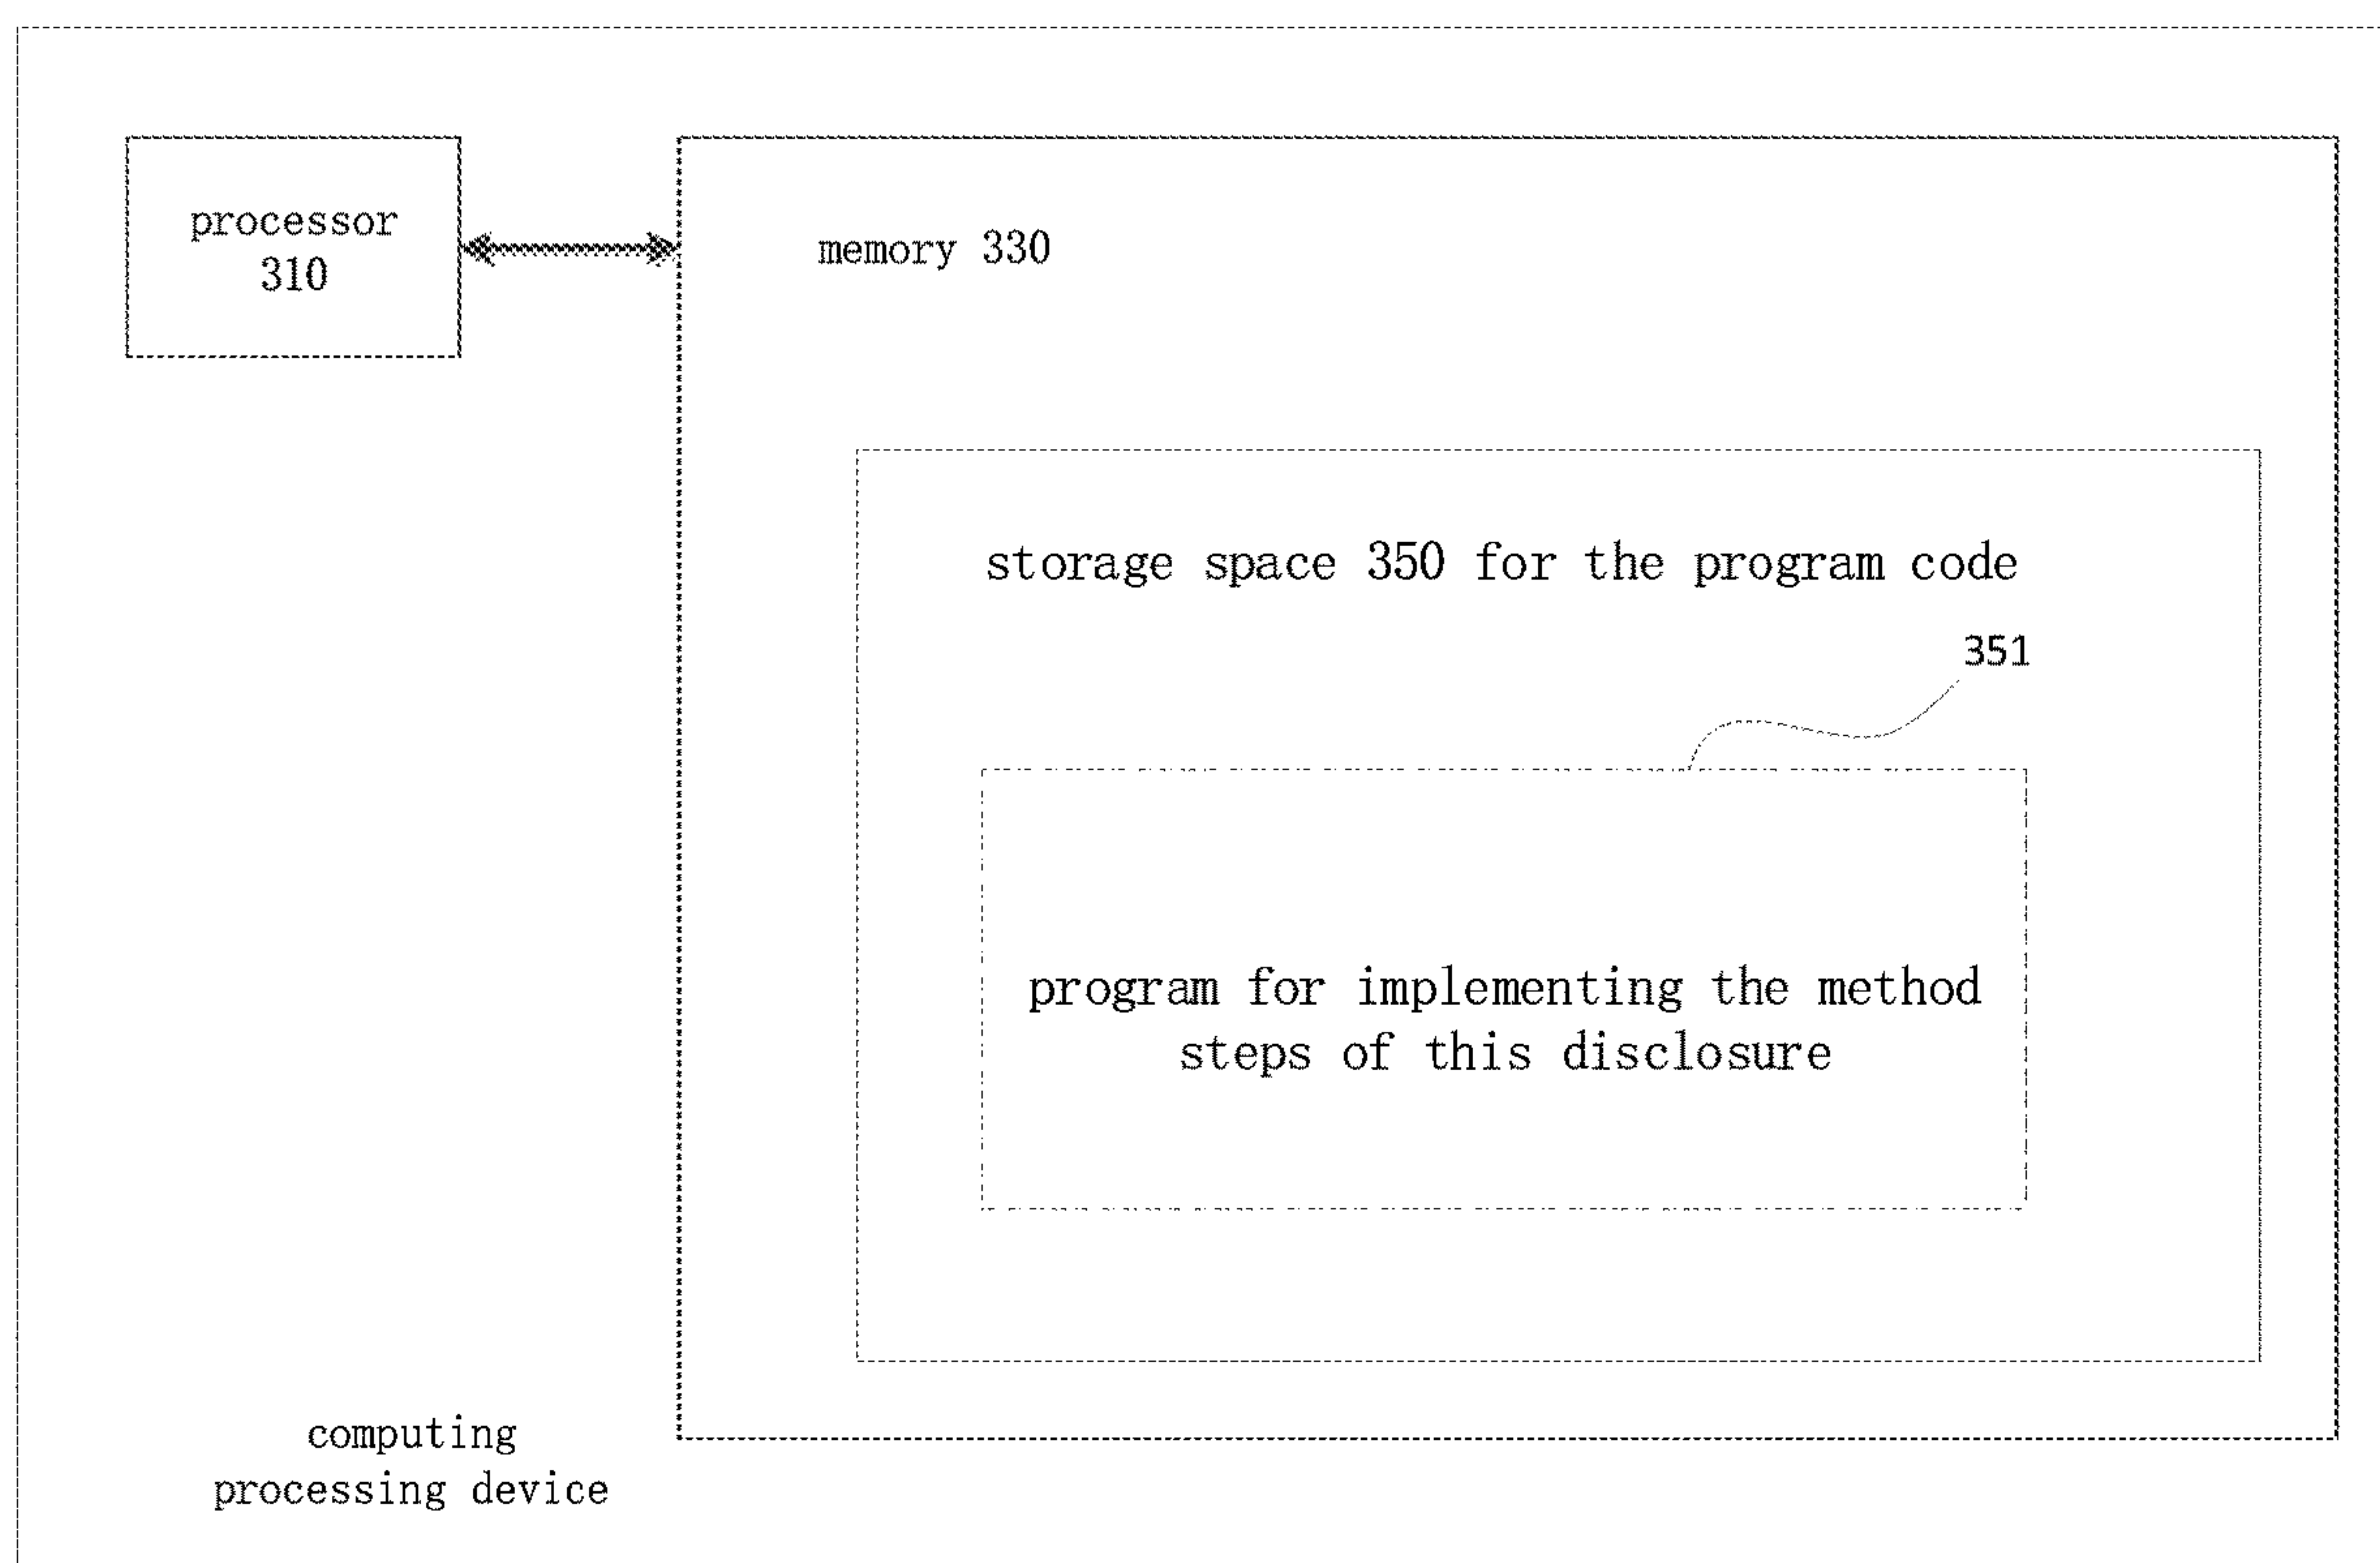 processor
310
memory 330
storage space 350 for the program code
351
program for implementing the method
steps of this disclosure
computing
processing device